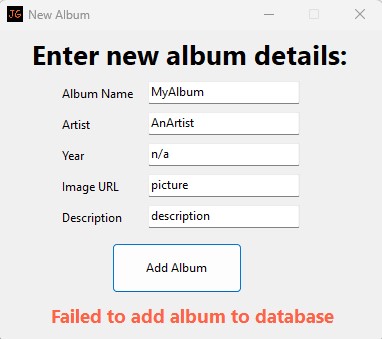 JG New Album
Enter new album details:
Album Name MyAlbum
Artist AnArtist
Year n/a
Image URL picture
Description description
Add Album
Failed to add album to database